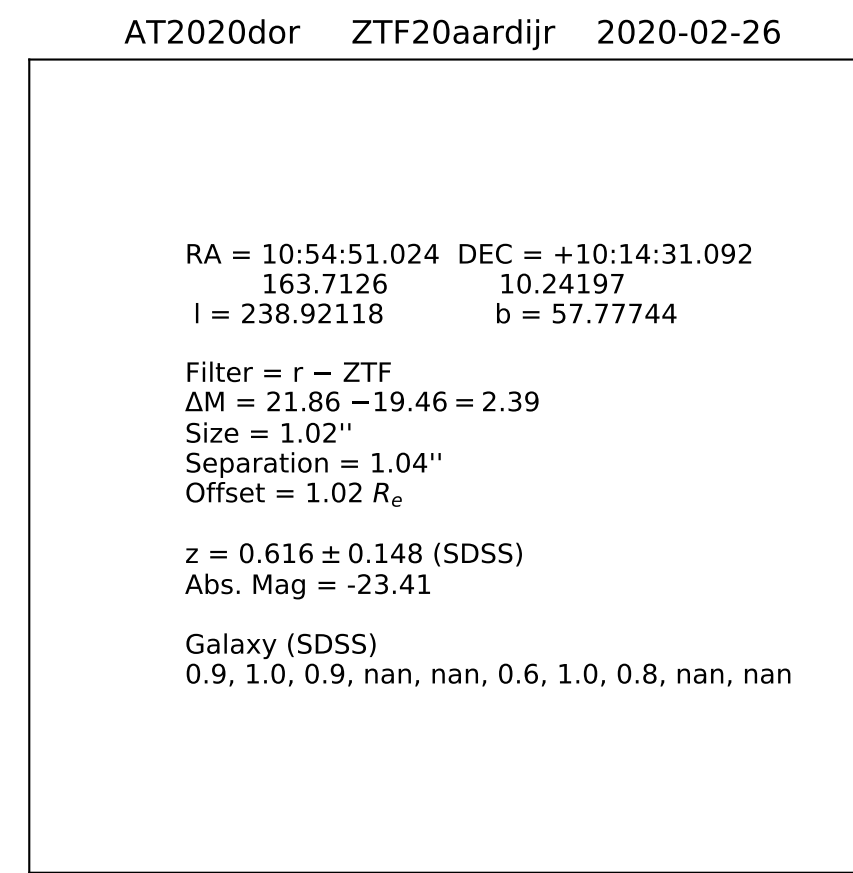 AT2020dor ZTF20aardijr 2020-02-26
RA = 10:54:51.024 DEC = +10:14:31.092
163.7126 10.24197
l = 238.92118 b = 57.77744
Filter = r − ZTF
ΔM = 21.86 −19.46 = 2.39
Size = 1.02''
Separation = 1.04''
Offset = 1.02 Rₑ
z = 0.616 ± 0.148 (SDSS)
Abs. Mag = -23.41
Galaxy (SDSS)
0.9, 1.0, 0.9, nan, nan, 0.6, 1.0, 0.8, nan, nan